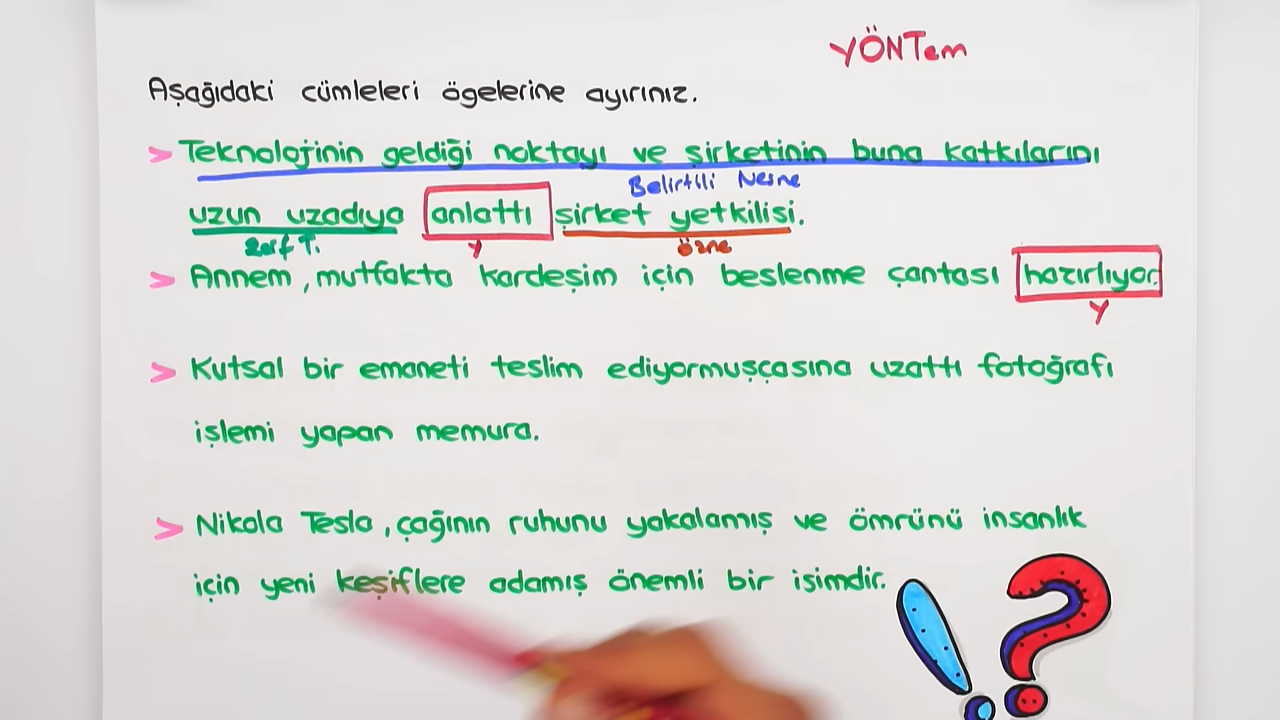 YÖNTem
Aşağıdaki cümleleri ögelerine ayırınız.
> Teknolojinin geldiği noktayı ve şirketinin buna katkılarını
Belirtili Nesne
uzun uzadıya anlattı şirket yetkilisi.
Zarf T. Y özne
> Annem, mutfakta kardeşim için beslenme çantası hazırlıyor.
Y
> Kutsal bir emaneti teslim ediyormuşçasına uzattı fotoğrafı
işlemi yapan memura.
> Nikola Tesla, çağının ruhunu yakalamış ve ömrünü insanlık
için yeni keşiflere adamış önemli bir isimdir.
!?